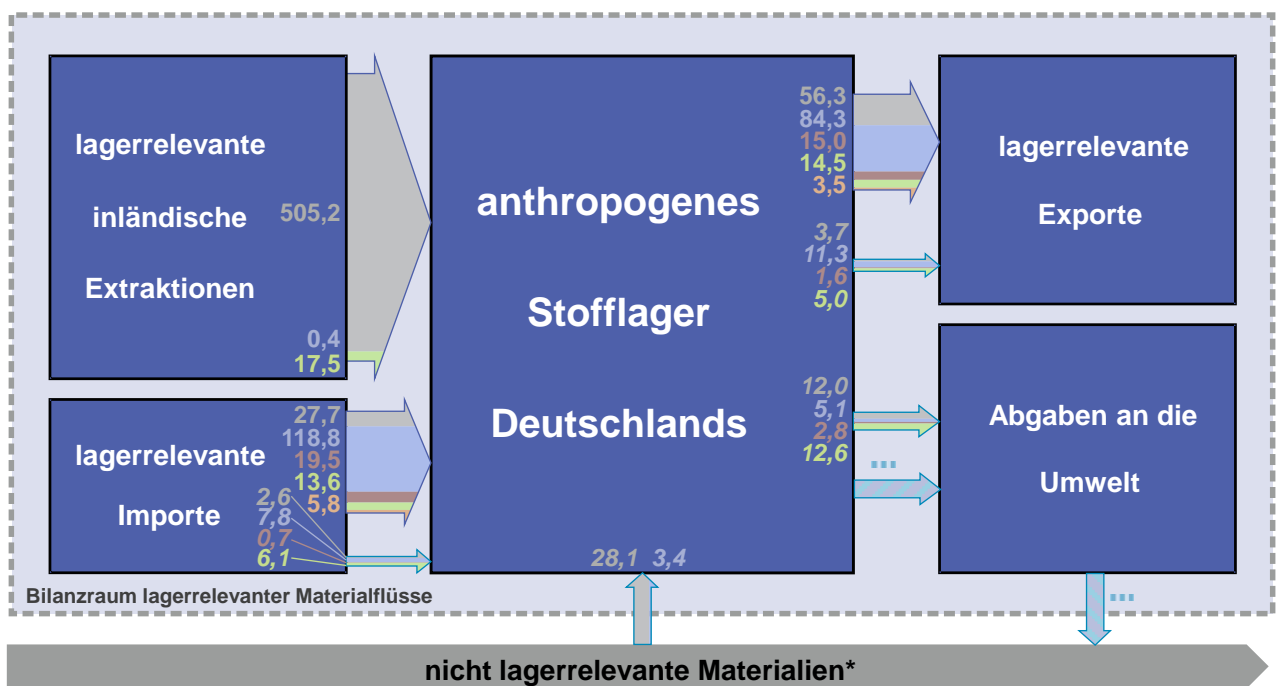 lagerrelevante
inländische
Extraktionen
505,2
0,4
17,5
lagerrelevante
Importe
27,7
118,8
19,5
13,6
5,8
2,6
7,8
0,7
6,1
anthropogenes
Stofflager
Deutschlands
56,3
84,3
15,0
14,5
3,5
3,7
11,3
1,6
5,0
12,0
5,1
2,8
12,6
...
28,1 3,4
lagerrelevante
Exporte
Abgaben an die
Umwelt
...
Bilanzraum lagerrelevanter Materialflüsse
nicht lagerrelevante Materialien*